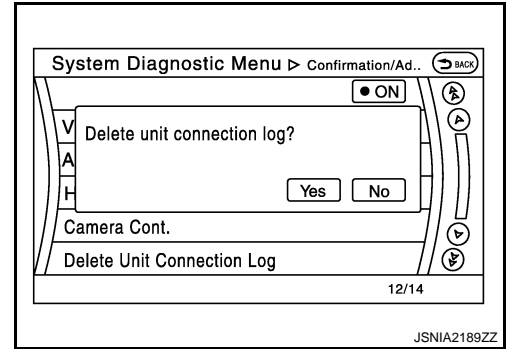 System Diagnostic Menu ▷ Confirmation/Ad.. BACK
● ON
V
Delete unit connection log?
A
H
Yes No
Camera Cont.
Delete Unit Connection Log
12/14
JSNIA2189ZZ